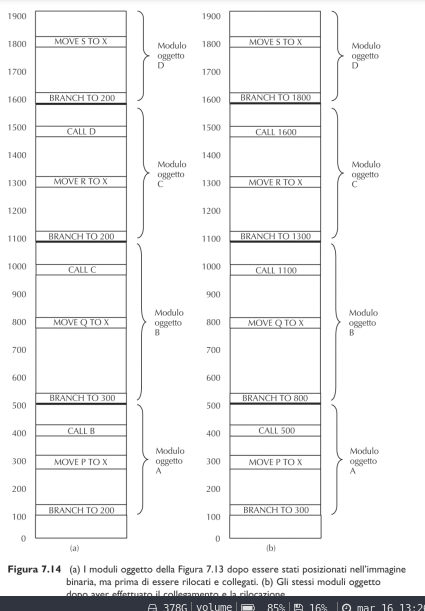 1900
1800 MOVE S TO X Modulo
oggetto
D
1700
1600 BRANCH TO 200
1500 CALL D
1400 Modulo
oggetto
C
1300 MOVE R TO X
1200
1100 BRANCH TO 200
1000 CALL C
900
800 MOVE Q TO X Modulo
oggetto
B
700
600
500 BRANCH TO 300
400 CALL B
300 MOVE P TO X Modulo
oggetto
A
200
100 BRANCH TO 200
0
(a)
1900
1800 MOVE S TO X Modulo
oggetto
D
1700
1600 BRANCH TO 1800
1500 CALL 1600
1400 Modulo
oggetto
C
1300 MOVE R TO X
1200
1100 BRANCH TO 1300
1000 CALL 1100
900
800 MOVE Q TO X Modulo
oggetto
B
700
600
500 BRANCH TO 800
400 CALL 500
300 MOVE P TO X Modulo
oggetto
A
200
100 BRANCH TO 300
0
(b)
Figura 7.14 (a) I moduli oggetto della Figura 7.13 dopo essere stati posizionati nell'immagine
binaria, ma prima di essere rilocati e collegati. (b) Gli stessi moduli oggetto
dopo aver effettuato il collegamento e la rilocazione.
378G | volume | 85% | 16% | mar 16 13:20